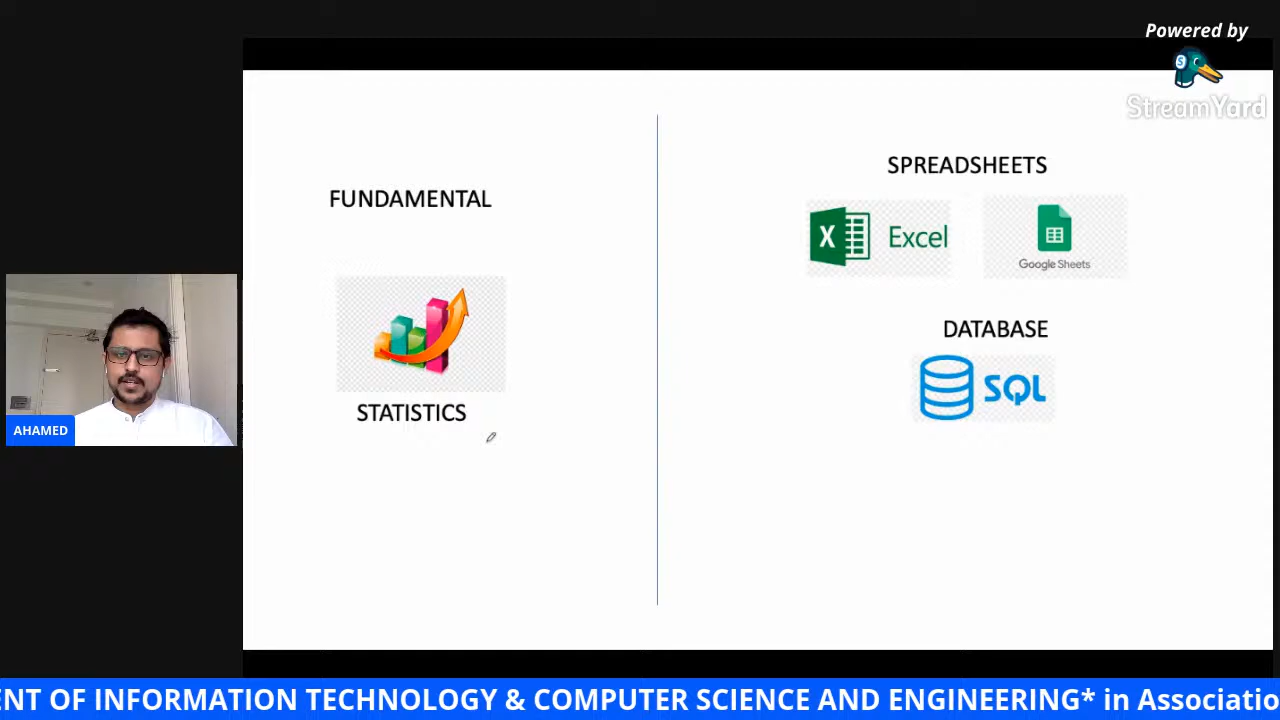 Powered by
StreamYard
FUNDAMENTAL
STATISTICS
SPREADSHEETS
X Excel
Google Sheets
DATABASE
SQL
AHAMED
ENT OF INFORMATION TECHNOLOGY & COMPUTER SCIENCE AND ENGINEERING* in Associatio